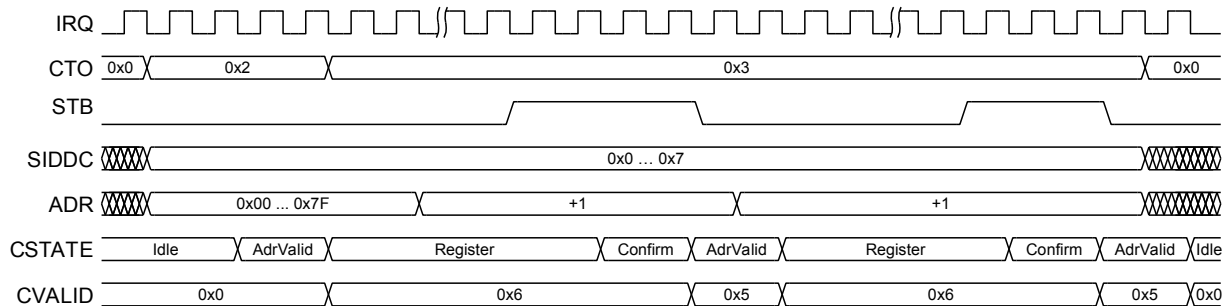 IRQ
CTO 0x0 0x2 0x3 0x0
STB
SIDDC 0x0 ... 0x7
ADR 0x00 ... 0x7F +1 +1
CSTATE Idle AdrValid Register Confirm AdrValid Register Confirm AdrValid Idle
CVALID 0x0 0x6 0x5 0x6 0x5 0x0